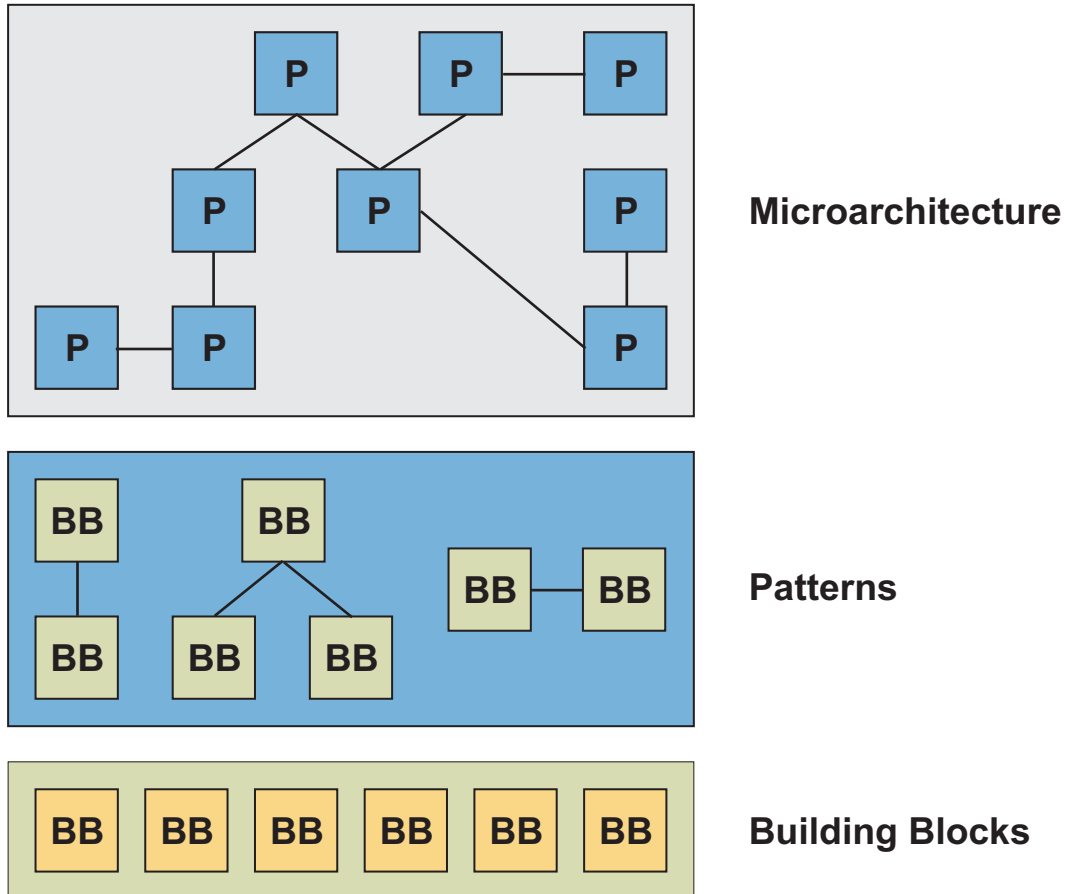 P P P
P P P Microarchitecture
P P P
BB BB
BB BB Patterns
BB BB BB
BB BB BB BB BB BB Building Blocks